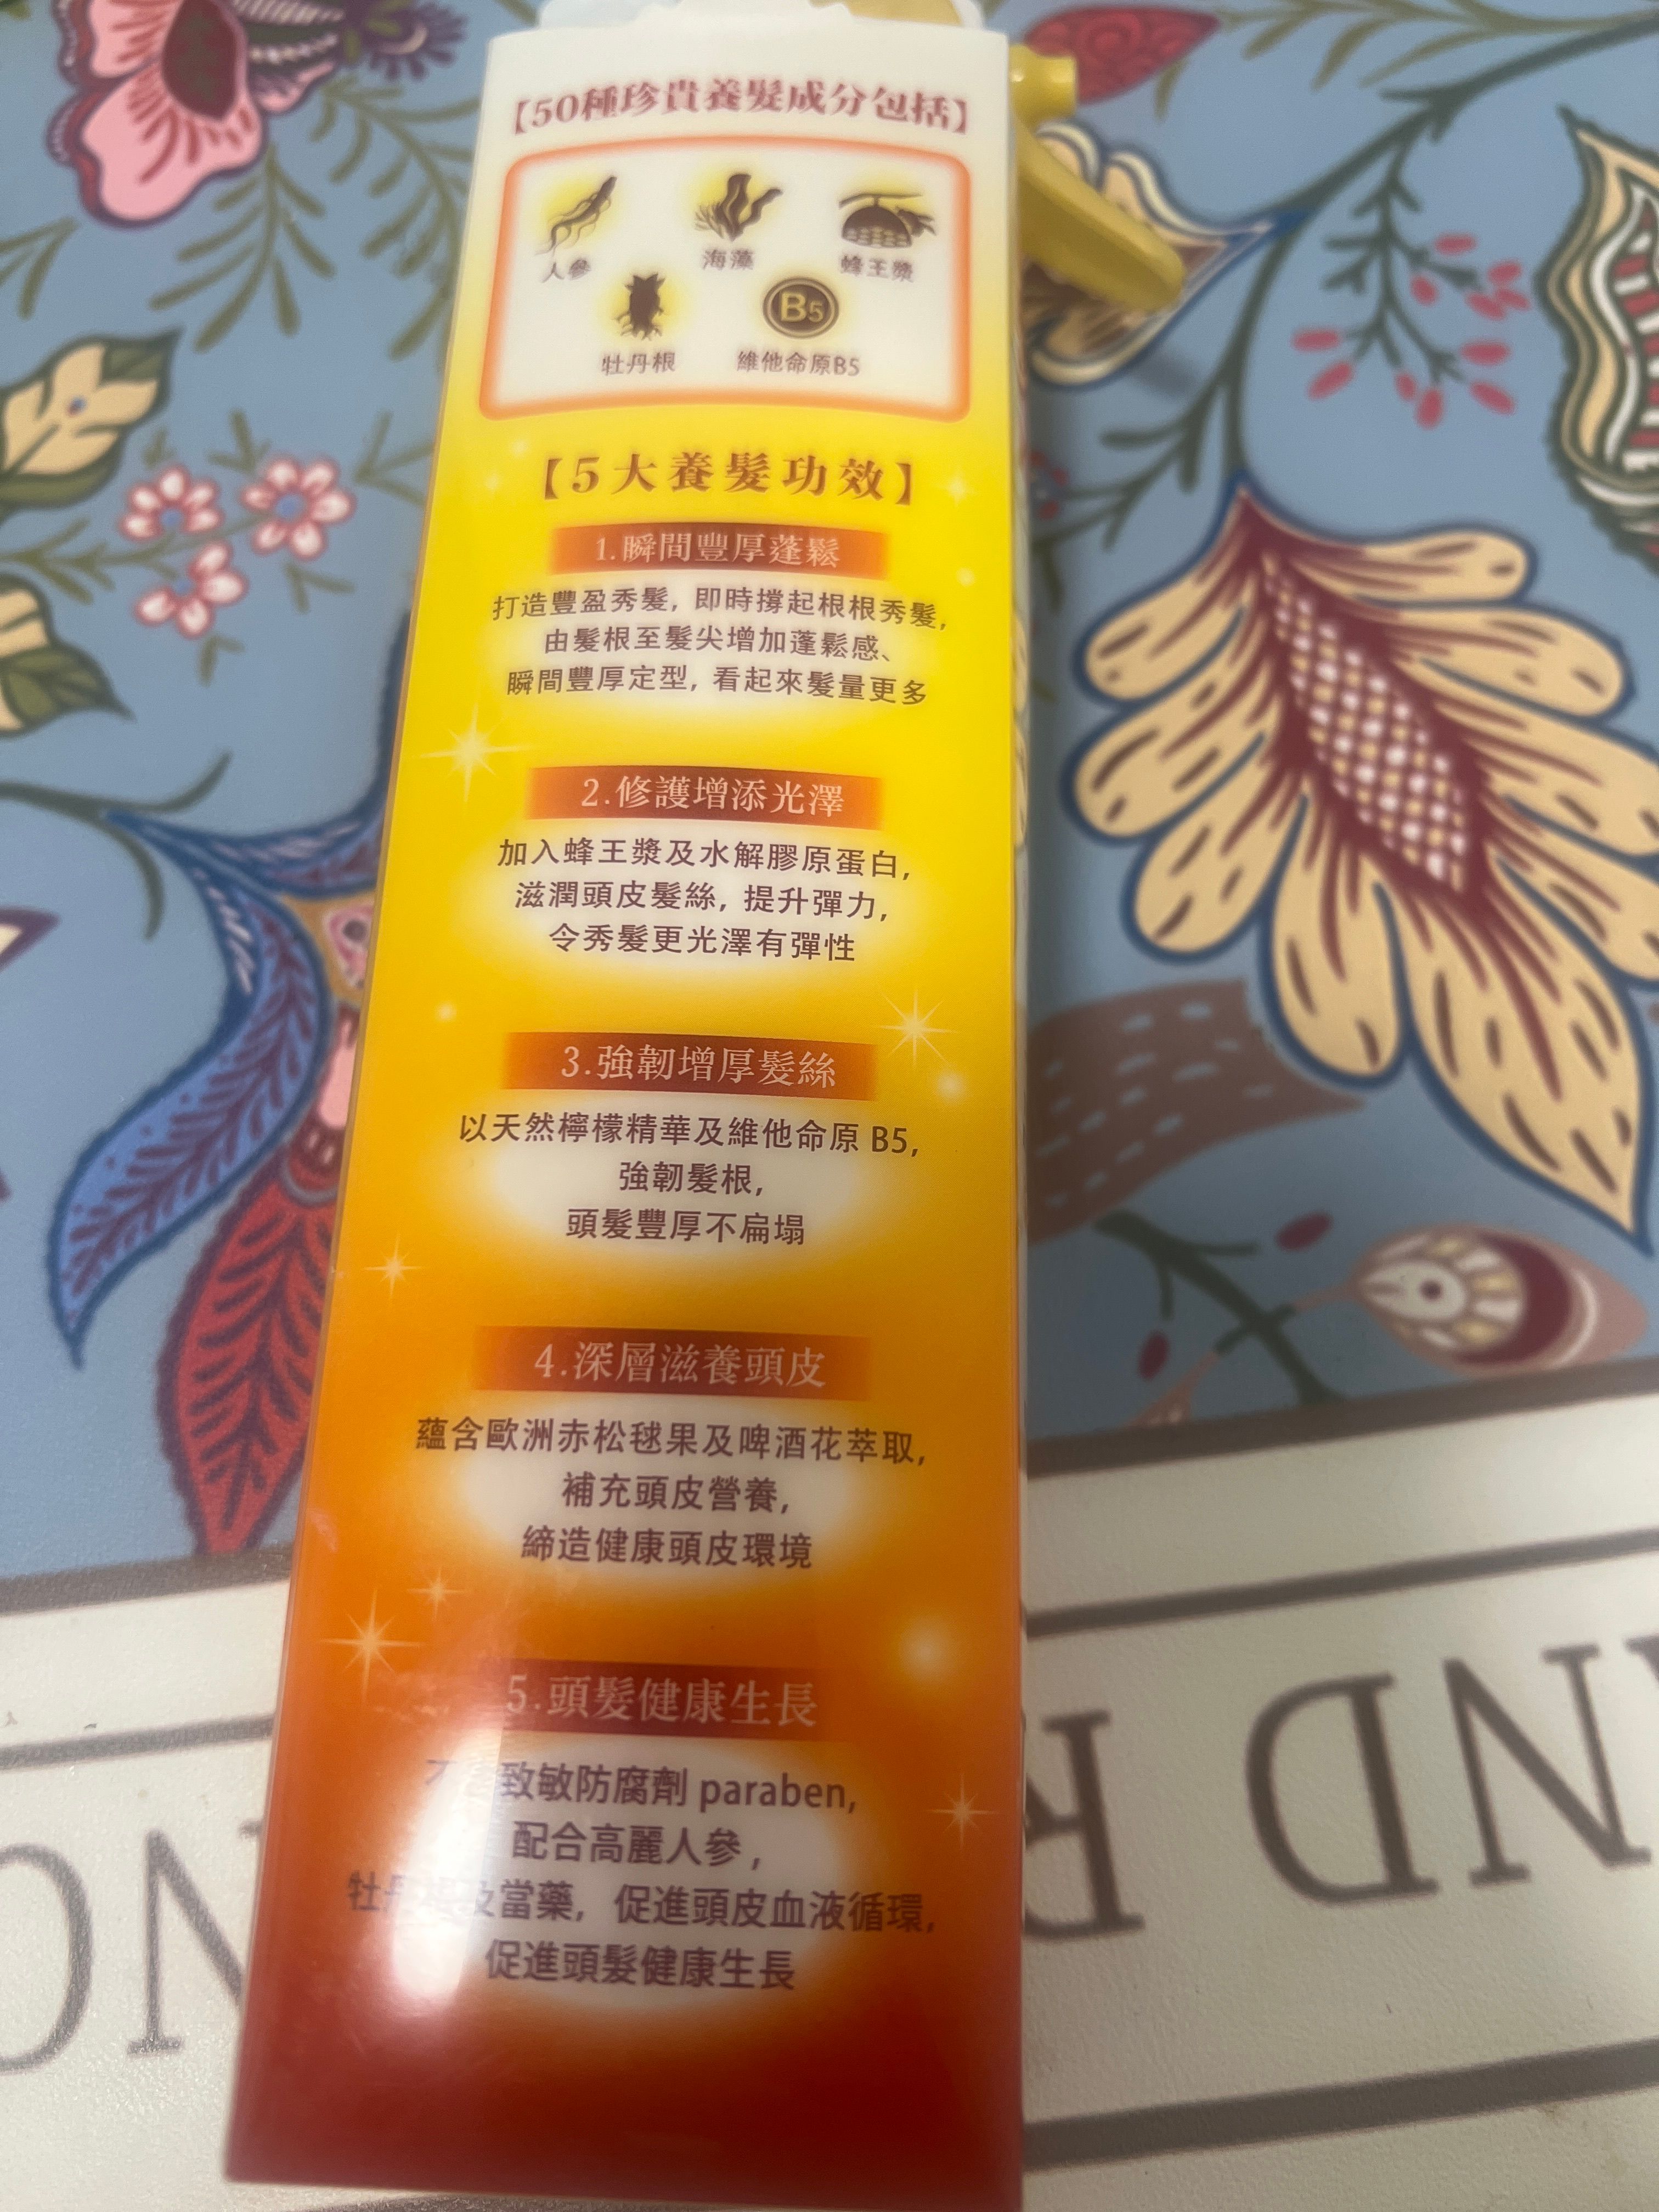 【50種珍貴養髮成分包括】
人參
海藻
蜂王漿
B5
牡丹根
維他命原B5
【5大養髮功效】
1.瞬間豐厚蓬鬆
打造豐盈秀髮, 即時撐起根根秀髮,
由髮根至髮尖增加蓬鬆感、
瞬間豐厚定型, 看起來髮量更多
2.修護增添光澤
加入蜂王漿及水解膠原蛋白,
滋潤頭皮髮絲, 提升彈力,
令秀髮更光澤有彈性
3.強韌增厚髮絲
以天然檸檬精華及維他命原 B5,
強韌髮根,
頭髮豐厚不扁塌
4.深層滋養頭皮
蘊含歐洲赤松毬果及啤酒花萃取,
補充頭皮營養,
締造健康頭皮環境
5.頭髮健康生長
致敏防腐劑 paraben,
配合高麗人參 ,
牡丹根及當藥, 促進頭皮血液循環,
促進頭髮健康生長
ND R